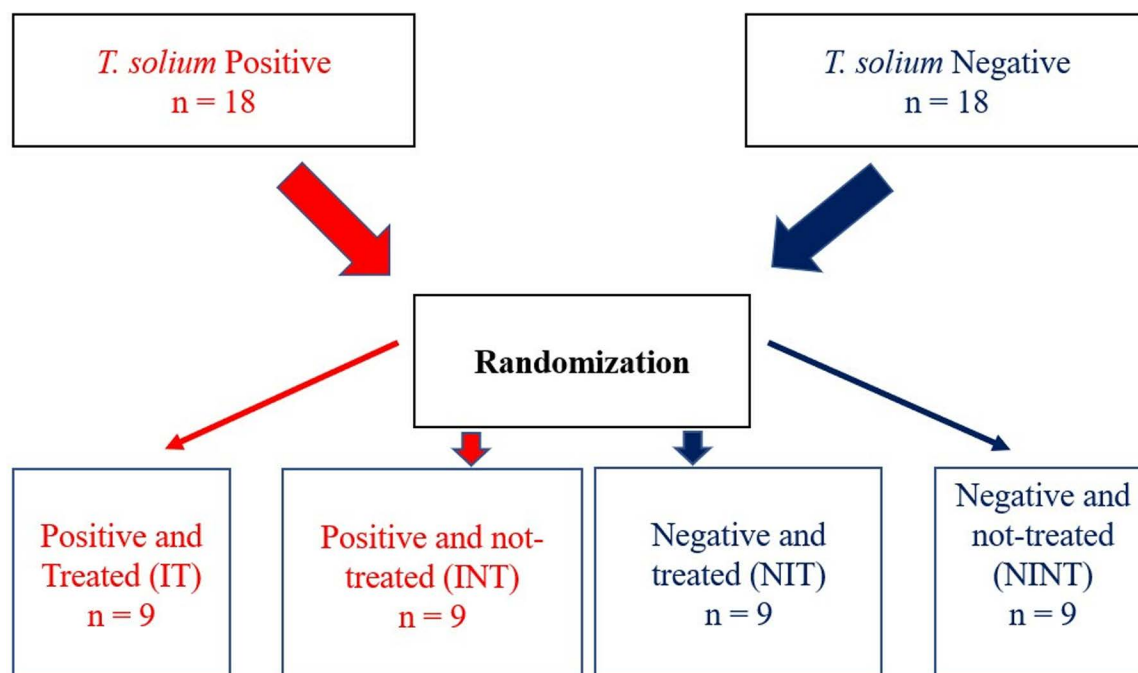 T. solium Positive
n = 18
T. solium Negative
n = 18
Randomization
Positive and
Treated (IT)
n = 9
Positive and not-
treated (INT)
n = 9
Negative and
treated (NIT)
n = 9
Negative and
not-treated
(NINT)
n = 9